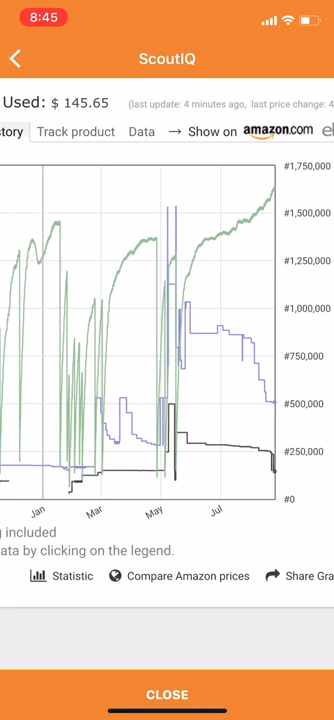 8:45
ScoutIQ
Used: $ 145.65 (last update: 4 minutes ago, last price change: 4
story Track product Data → Show on amazon.com e
#1,750,000
#1,500,000
#1,250,000
#1,000,000
#750,000
#500,000
#250,000
#0
Jan Mar May Jul
g included
ata by clicking on the legend.
Statistic Compare Amazon prices Share Gra
CLOSE